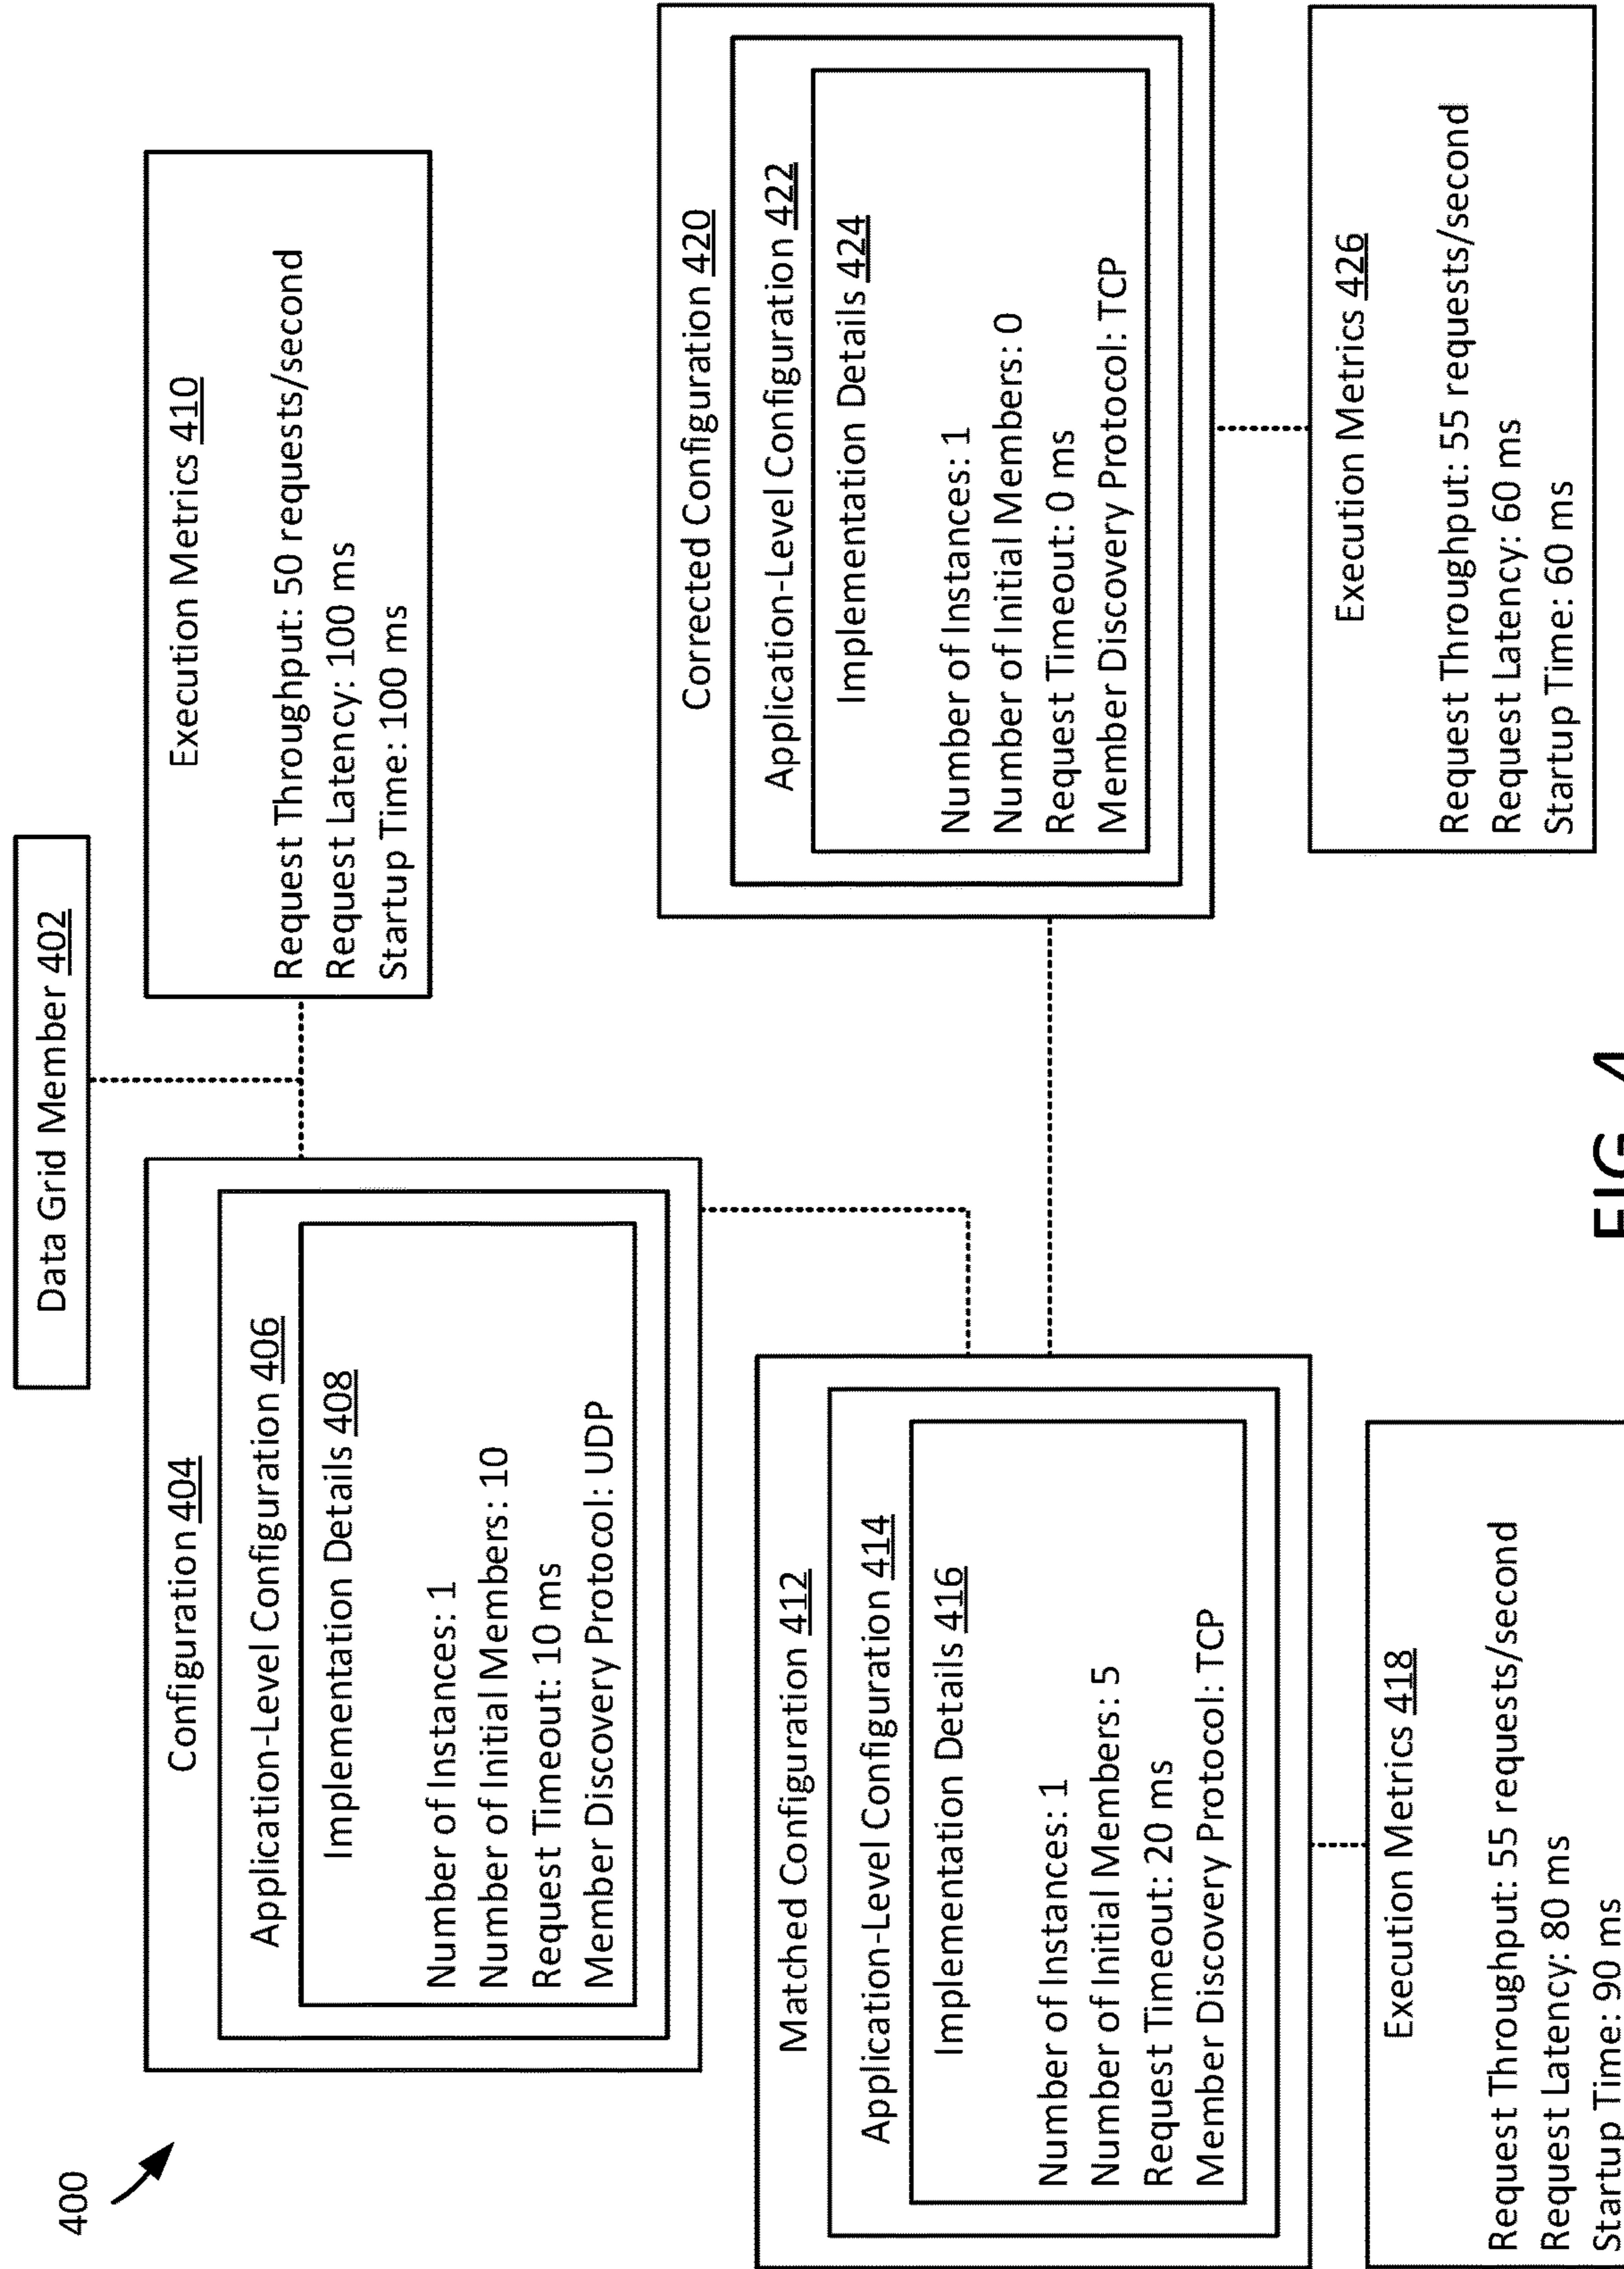 400
Data Grid Member 402
Configuration 404
Application-Level Configuration 406
Implementation Details 408
Number of Instances: 1
Number of Initial Members: 10
Request Timeout: 10 ms
Member Discovery Protocol: UDP
Execution Metrics 410
Request Throughput: 50 requests/second
Request Latency: 100 ms
Startup Time: 100 ms
Matched Configuration 412
Application-Level Configuration 414
Implementation Details 416
Number of Instances: 1
Number of Initial Members: 5
Request Timeout: 20 ms
Member Discovery Protocol: TCP
Execution Metrics 418
Request Throughput: 55 requests/second
Request Latency: 80 ms
Startup Time: 90 ms
Corrected Configuration 420
Application-Level Configuration 422
Implementation Details 424
Number of Instances: 1
Number of Initial Members: 0
Request Timeout: 0 ms
Member Discovery Protocol: TCP
Execution Metrics 426
Request Throughput: 55 requests/second
Request Latency: 60 ms
Startup Time: 60 ms
FIG. 4